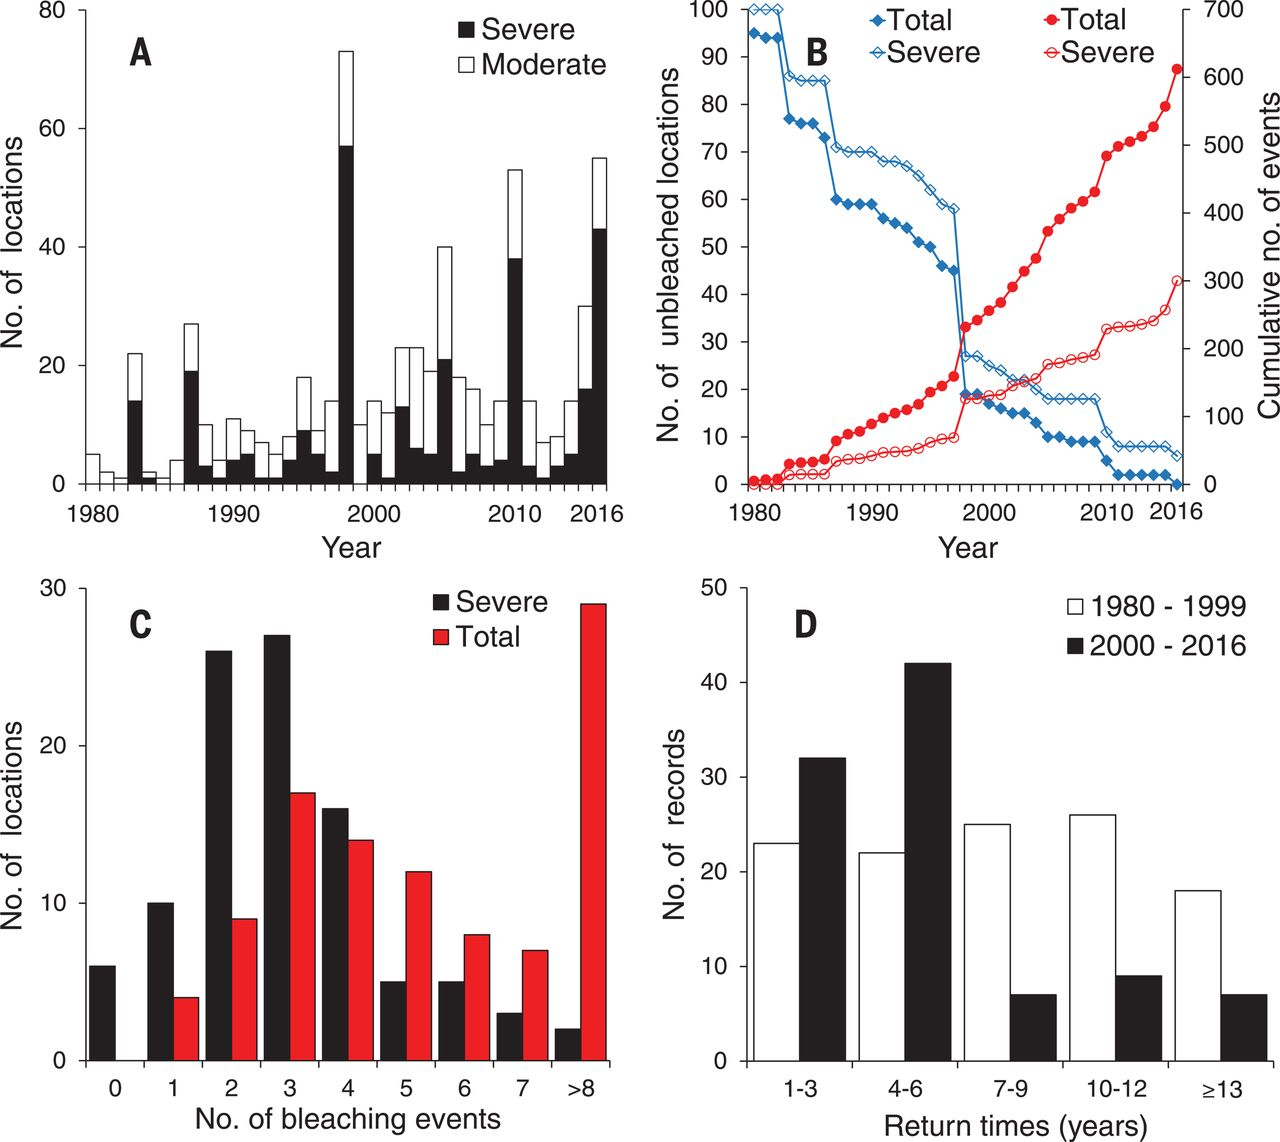 A
Severe
Moderate
No. of locations
80
60
40
20
0
1980
1990
2000
2010
2016
Year
B
Total
Severe
Total
Severe
No. of unbleached locations
100
90
80
70
60
50
40
30
20
10
0
Cumulative no. of events
700
600
500
400
300
200
100
0
1980
1990
2000
2010
2016
Year
C
Severe
Total
No. of locations
30
20
10
0
0
1
2
3
4
5
6
7
>8
No. of bleaching events
D
1980 - 1999
2000 - 2016
No. of records
50
40
30
20
10
0
1-3
4-6
7-9
10-12
≥13
Return times (years)